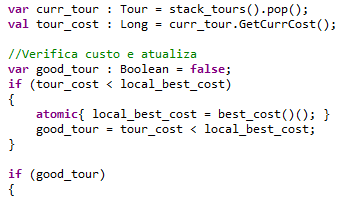 var curr_tour : Tour = stack_tours().pop();
val tour_cost : Long = curr_tour.GetCurrCost();
//Verifica custo e atualiza
var good_tour : Boolean = false;
if (tour_cost < local_best_cost)
{
atomic{ local_best_cost = best_cost()(); }
good_tour = tour_cost < local_best_cost;
}
if (good_tour)
{